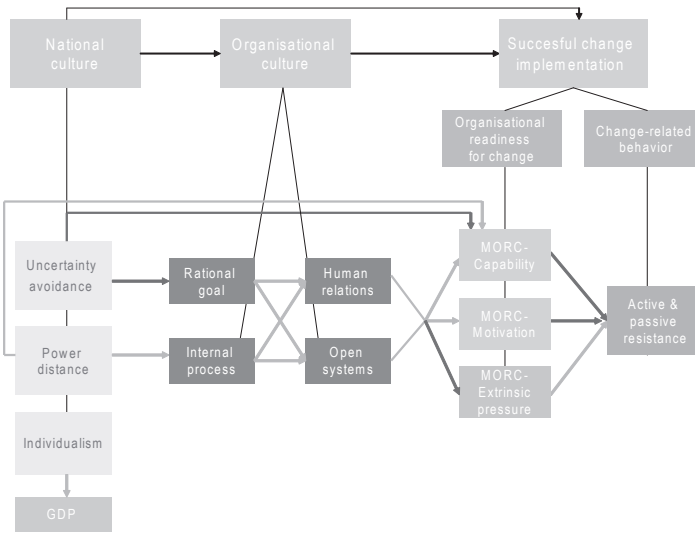 National
culture
Organisational
culture
Succesful change
implementation
Organisational
readiness
for change
Change-related
behavior
Uncertainty
avoidance
Rational
goal
Human
relations
MORC-
Capability
MORC-
Motivation
Active &
passive
resistance
Power
distance
Internal
process
Open
systems
MORC-
Extrinsic
pressure
Individualism
GDP